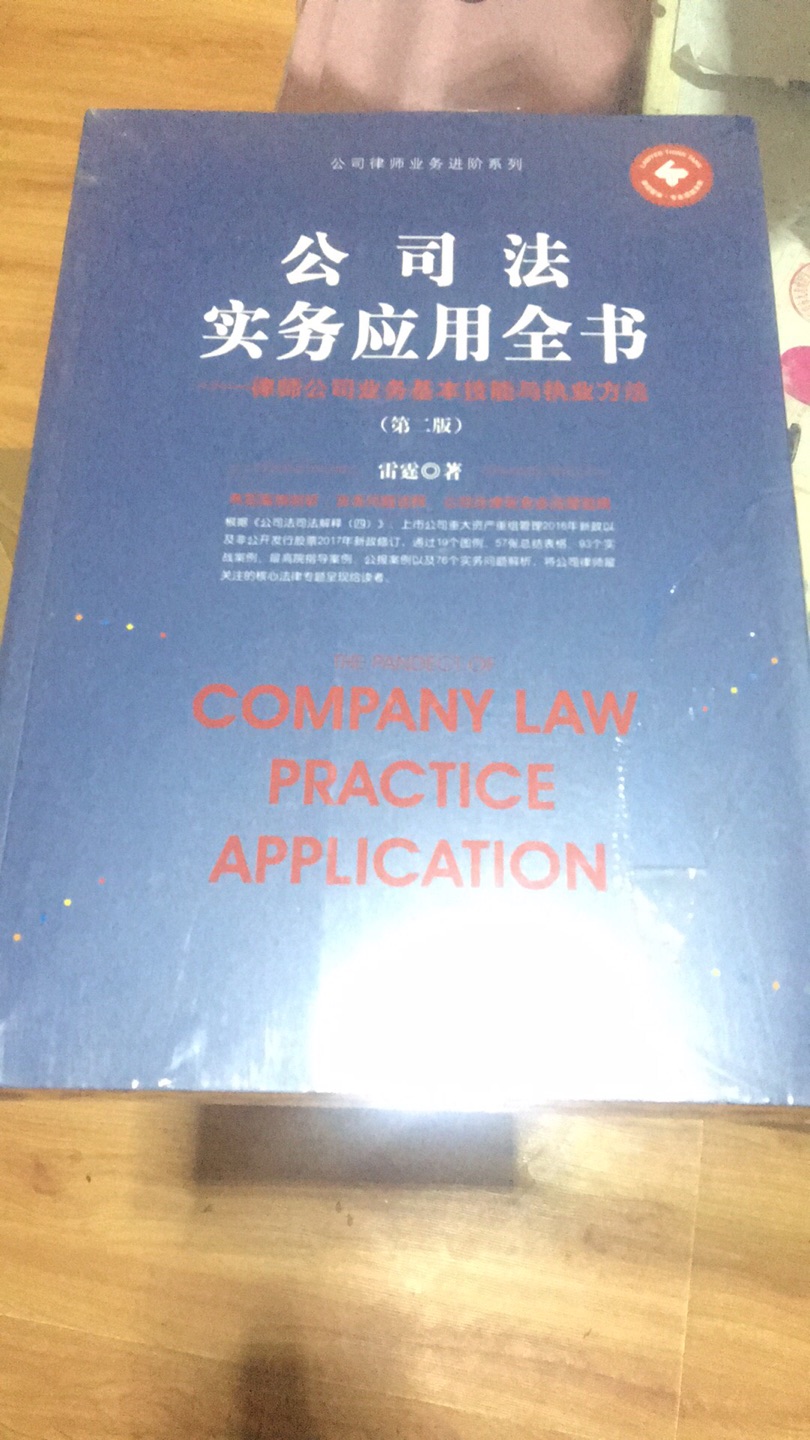 公司律师业务进阶系列
公司法
实务应用全书
——律师公司业务基本技能与执业方法
（第二版）
雷霆◎著
根据《公司法司法解释（四）》、上市公司重大资产重组管理2016年新政以
及非公开发行股票2017年新政修订，通过19个图例、57张总结表格、93个实
战案例、最高院指导案例、公报案例以及76个实务问题解析，将公司律师最
关注的核心法律专题呈现给读者。
THE PANDECT OF
COMPANY LAW
PRACTICE
APPLICATION